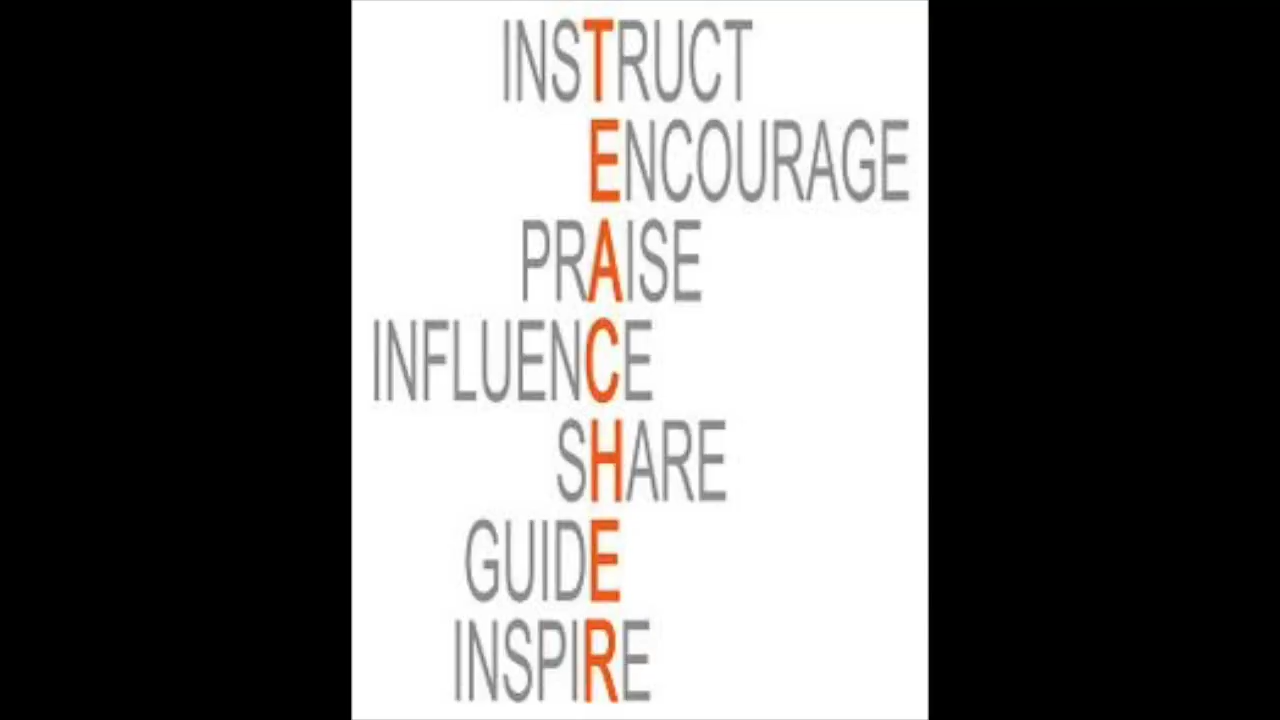 INSTRUCT
ENCOURAGE
PRAISE
INFLUENCE
SHARE
GUIDE
INSPIRE